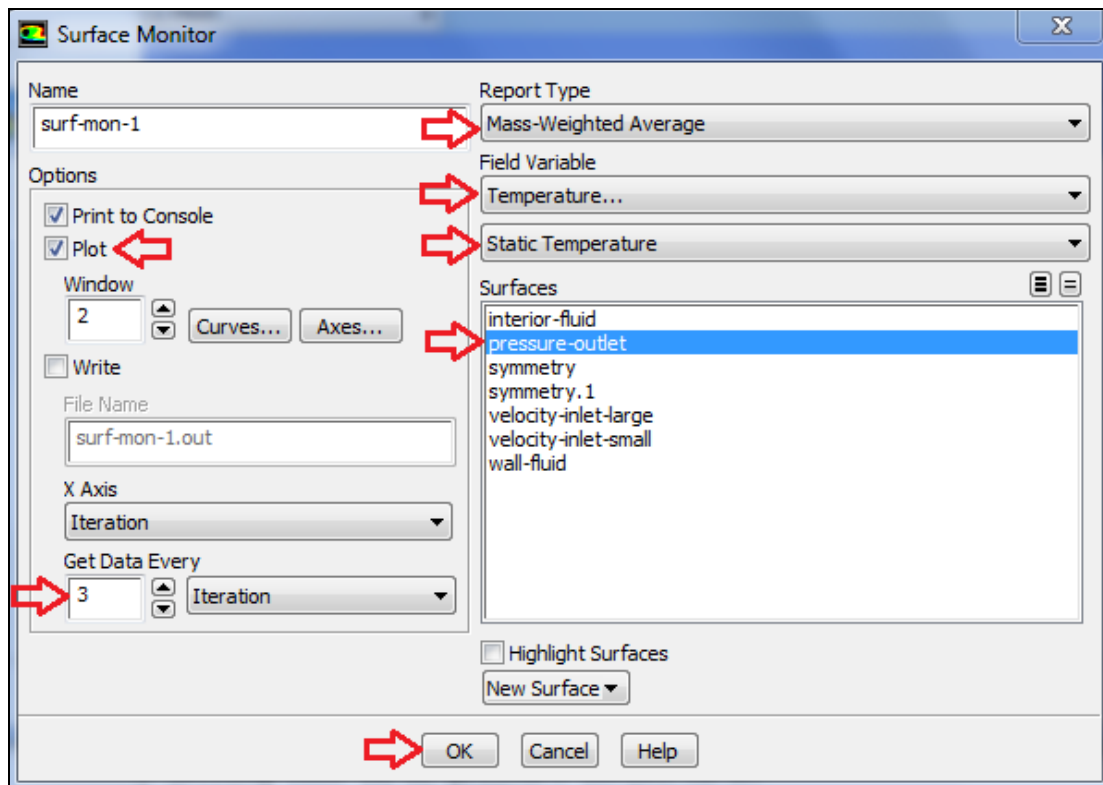 Surface Monitor
Name
surf-mon-1
Options
Print to Console
Plot
Window
2
Curves...
Axes...
Write
File Name
surf-mon-1.out
X Axis
Iteration
Get Data Every
3
Iteration
Report Type
Mass-Weighted Average
Field Variable
Temperature...
Static Temperature
Surfaces
interior-fluid
pressure-outlet
symmetry
symmetry.1
velocity-inlet-large
velocity-inlet-small
wall-fluid
Highlight Surfaces
New Surface
OK
Cancel
Help